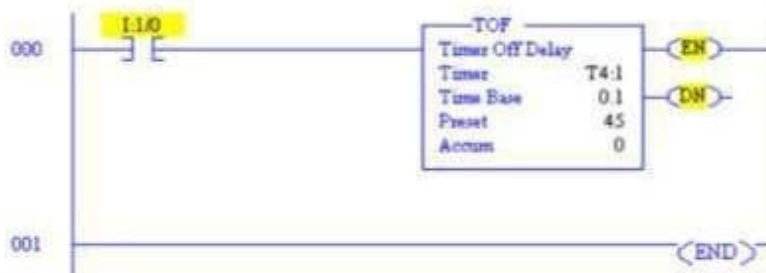 I:1/0
000
TOF
Timer Off Delay
EN
Timer T4:1
DN
Time Base 0.1
Preset 45
Accum 0
001
END